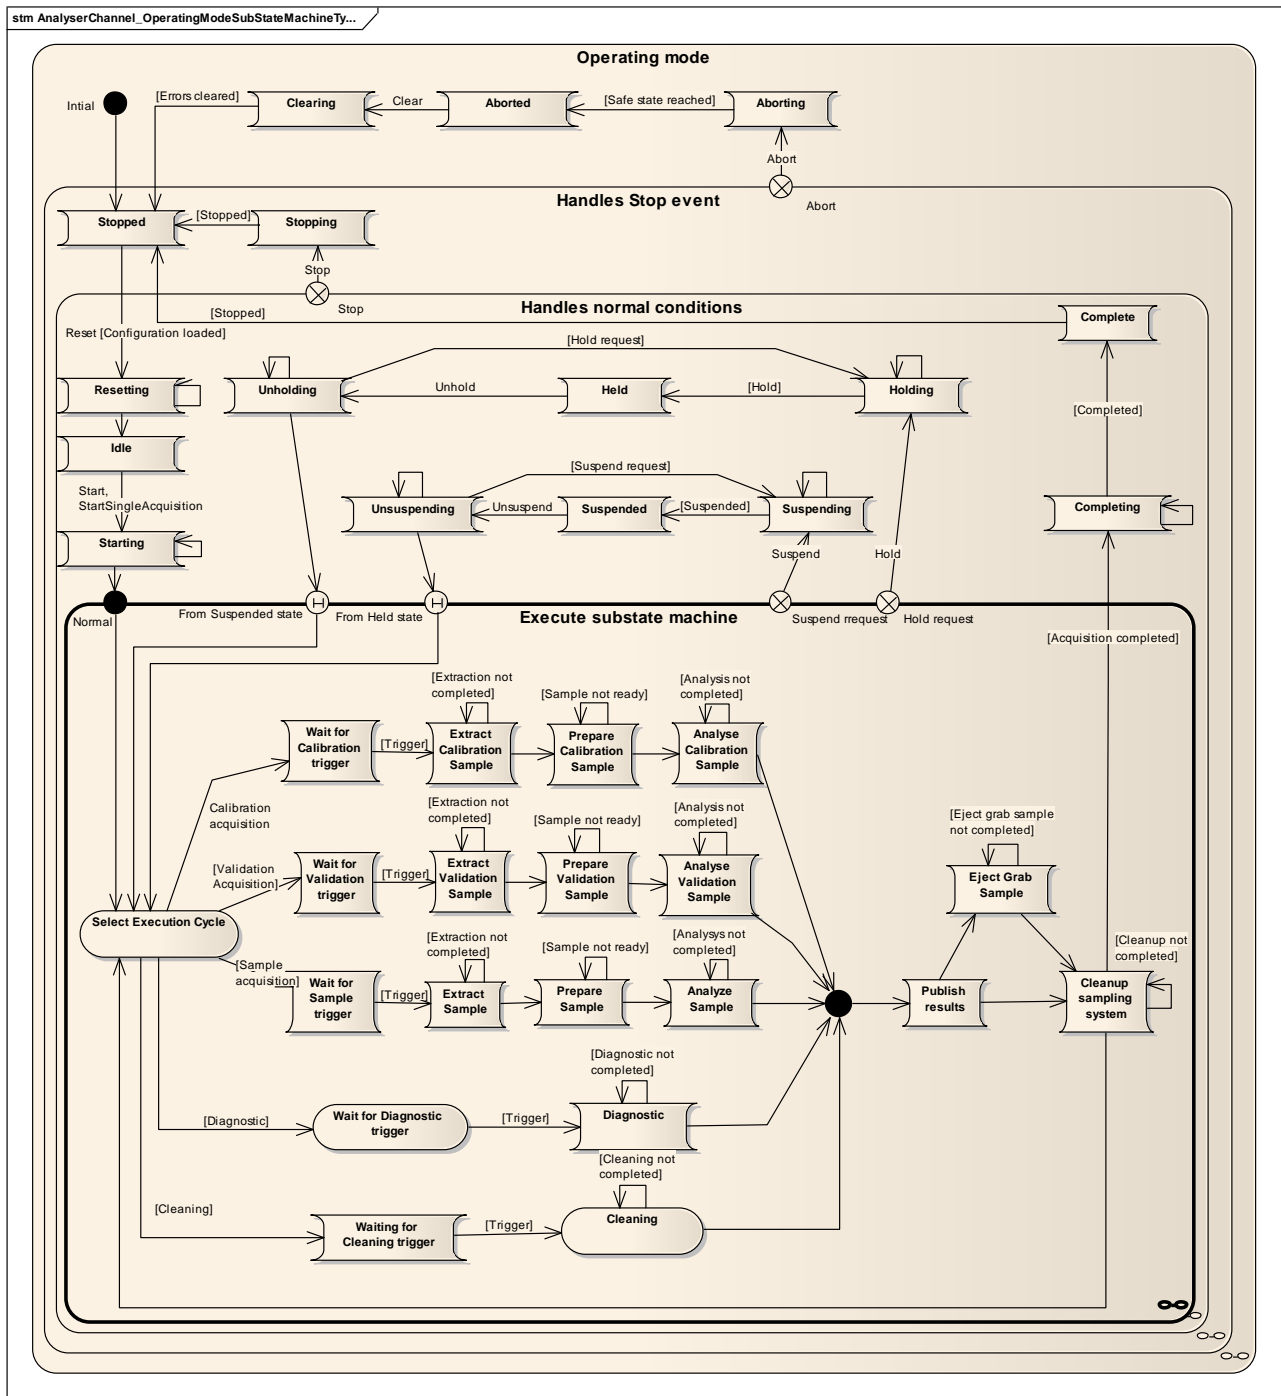 stm AnalyserChannel_OperatingModeSubStateMachineTy...
Operating mode
Intial
[Errors cleared]
Clearing
Clear
Aborted
[Safe state reached]
Aborting
Abort
Abort
Handles Stop event
Stopped
[Stopped]
Stopping
Stop
Stop
Handles normal conditions
[Stopped]
Complete
Reset [Configuration loaded]
[Hold request]
Resetting
Unholding
Unhold
Held
[Hold]
Holding
[Completed]
Idle
[Suspend request]
Start,
StartSingleAcquisition
Unsuspending
Unsuspend
Suspended
[Suspended]
Suspending
Completing
Starting
Suspend
Hold
Normal
From Suspended state
From Held state
Execute substate machine
Suspend rrequest
Hold request
[Acquisition completed]
[Extraction not
completed]
[Sample not ready]
[Analysis not
completed]
Wait for
Calibration
trigger
[Trigger]
Extract
Calibration
Sample
Prepare
Calibration
Sample
Analyse
Calibration
Sample
Calibration
acquisition
[Extraction not
completed]
[Sample not ready]
[Analysis not
completed]
[Eject grab sample
not completed]
[Validation
Acquisition]
Wait for
Validation
trigger
[Trigger]
Extract
Validation
Sample
Prepare
Validation
Sample
Analyse
Validation
Sample
Eject Grab
Sample
Select Execution Cycle
[Extraction not
completed]
[Sample not ready]
[Analysys not
completed]
[Cleanup not
completed]
[Sample
acquisition]
Wait for
Sample
trigger
[Trigger]
Extract
Sample
Prepare
Sample
Analyze
Sample
Publish
results
Cleanup
sampling
system
[Diagnostic not
completed]
[Diagnostic]
Wait for Diagnostic
trigger
[Trigger]
Diagnostic
[Cleaning not
completed]
[Cleaning]
Waiting for
Cleaning trigger
[Trigger]
Cleaning